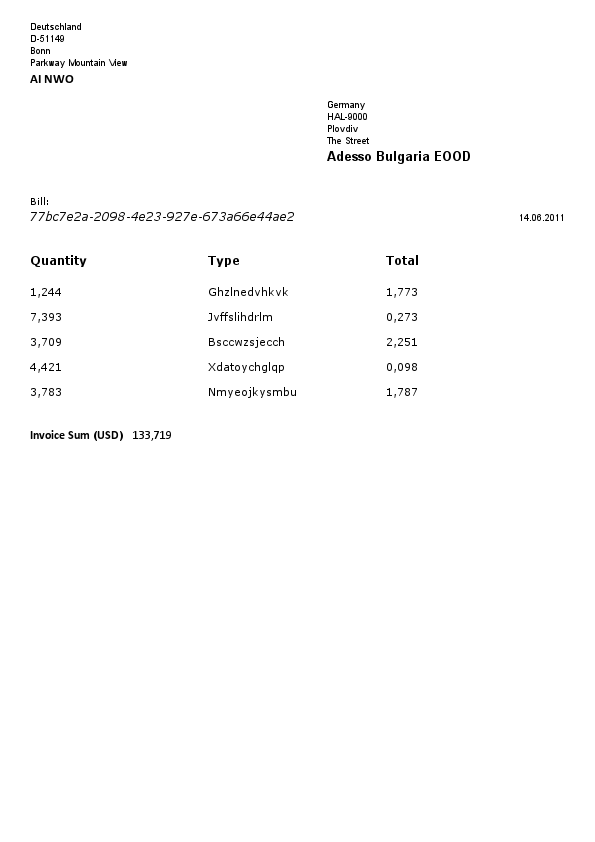 Deutschland
D-51149
Bonn
Parkway Mountain View
AI NWO
Germany
HAL-9000
Plovdiv
The Street
Adesso Bulgaria EOOD
Bill:
77bc7e2a-2098-4e23-927e-673a66e44ae2 14.06.2011
Quantity Type Total
1,244 Ghzlnedvhkvk 1,773
7,393 Jvffslihdrlm 0,273
3,709 Bsccwzsjecch 2,251
4,421 Xdatoychglqp 0,098
3,783 Nmyeojkysmbu 1,787
Invoice Sum (USD) 133,719